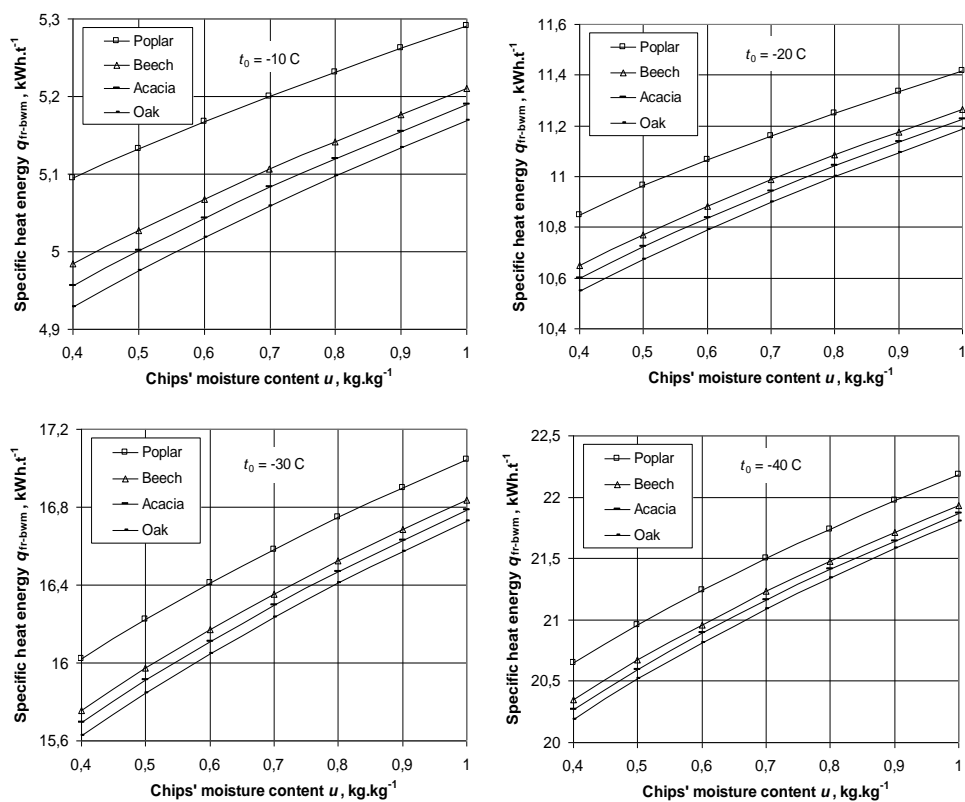 5,3
5,2
5,1
5
4,9
Specific heat energy qfr-bwm , kWh.t-1
Poplar
Beech
Acacia
Oak
t0 = -10 C
0,4 0,5 0,6 0,7 0,8 0,9 1
Chips' moisture content u , kg.kg-1
11,6
11,4
11,2
11,0
10,8
10,6
10,4
Specific heat energy qfr-bwm , kWh.t-1
Poplar
Beech
Acacia
Oak
t0 = -20 C
0,4 0,5 0,6 0,7 0,8 0,9 1
Chips' moisture content u , kg.kg-1
17,2
16,8
16,4
16
15,6
Specific heat energy qfr-bwm , kWh.t-1
Poplar
Beech
Acacia
Oak
t0 = -30 C
0,4 0,5 0,6 0,7 0,8 0,9 1
Chips' moisture content u , kg.kg-1
22,5
22
21,5
21
20,5
20
Specific heat energy qfr-bwm , kWh.t-1
Poplar
Beech
Acacia
Oak
t0 = -40 C
0,4 0,5 0,6 0,7 0,8 0,9 1
Chips' moisture content u , kg.kg-1